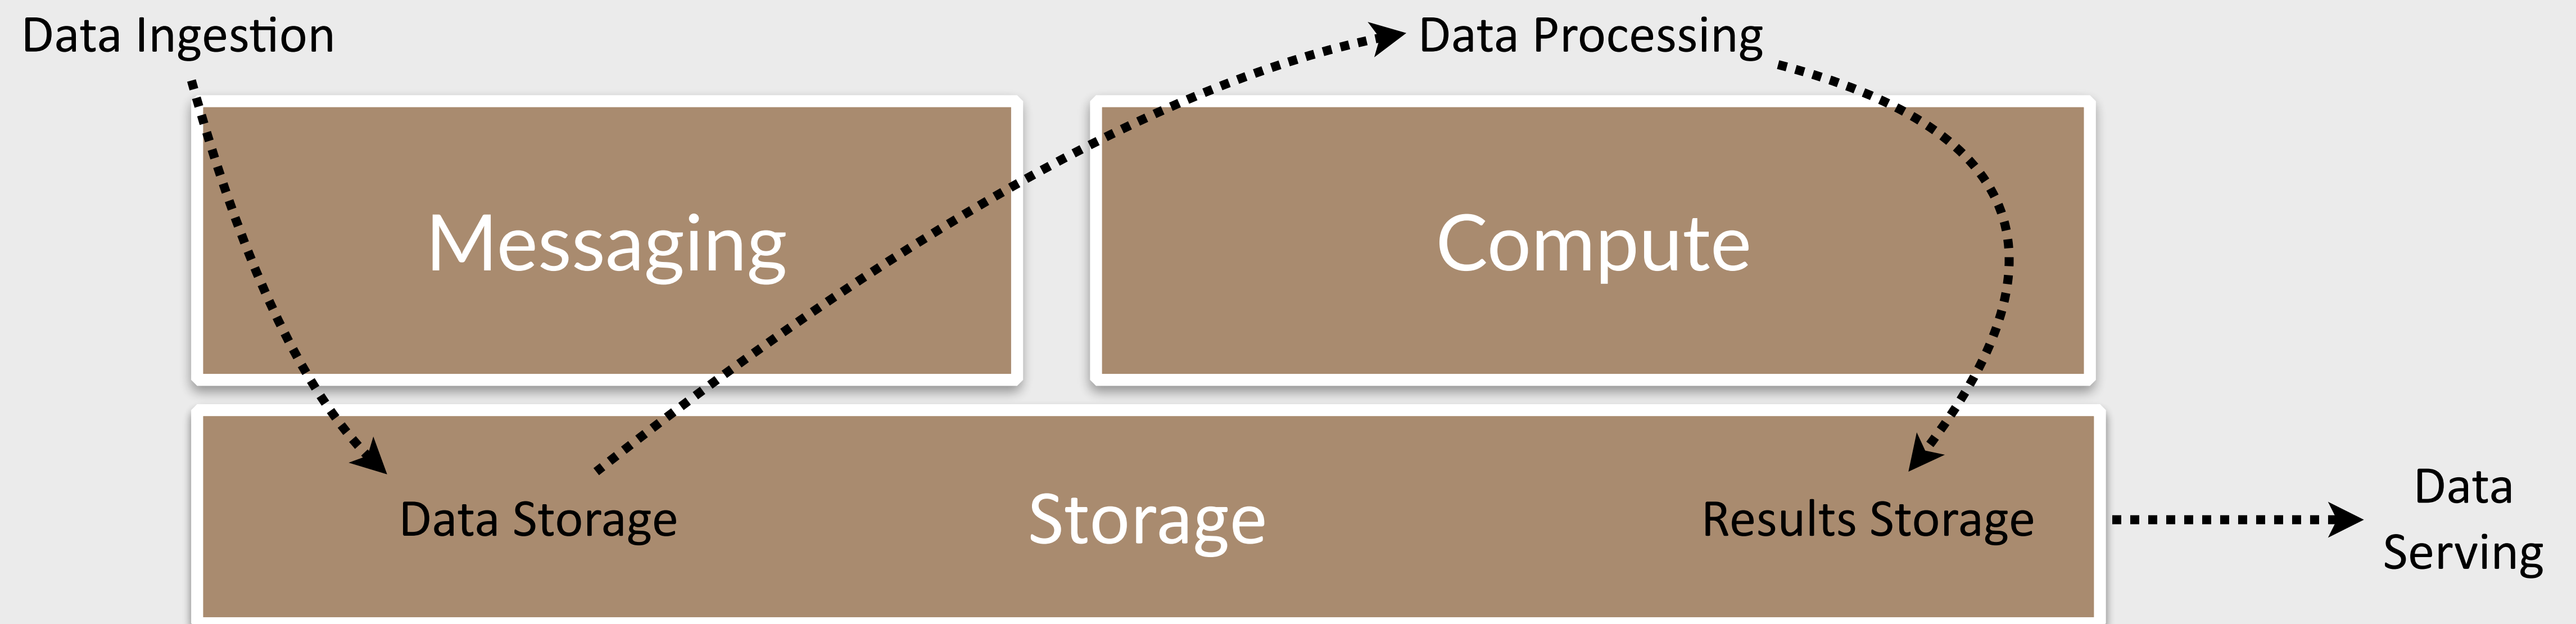 Data Ingestion
Data Processing
Messaging
Compute
Data Storage
Storage
Results Storage
Data
Serving